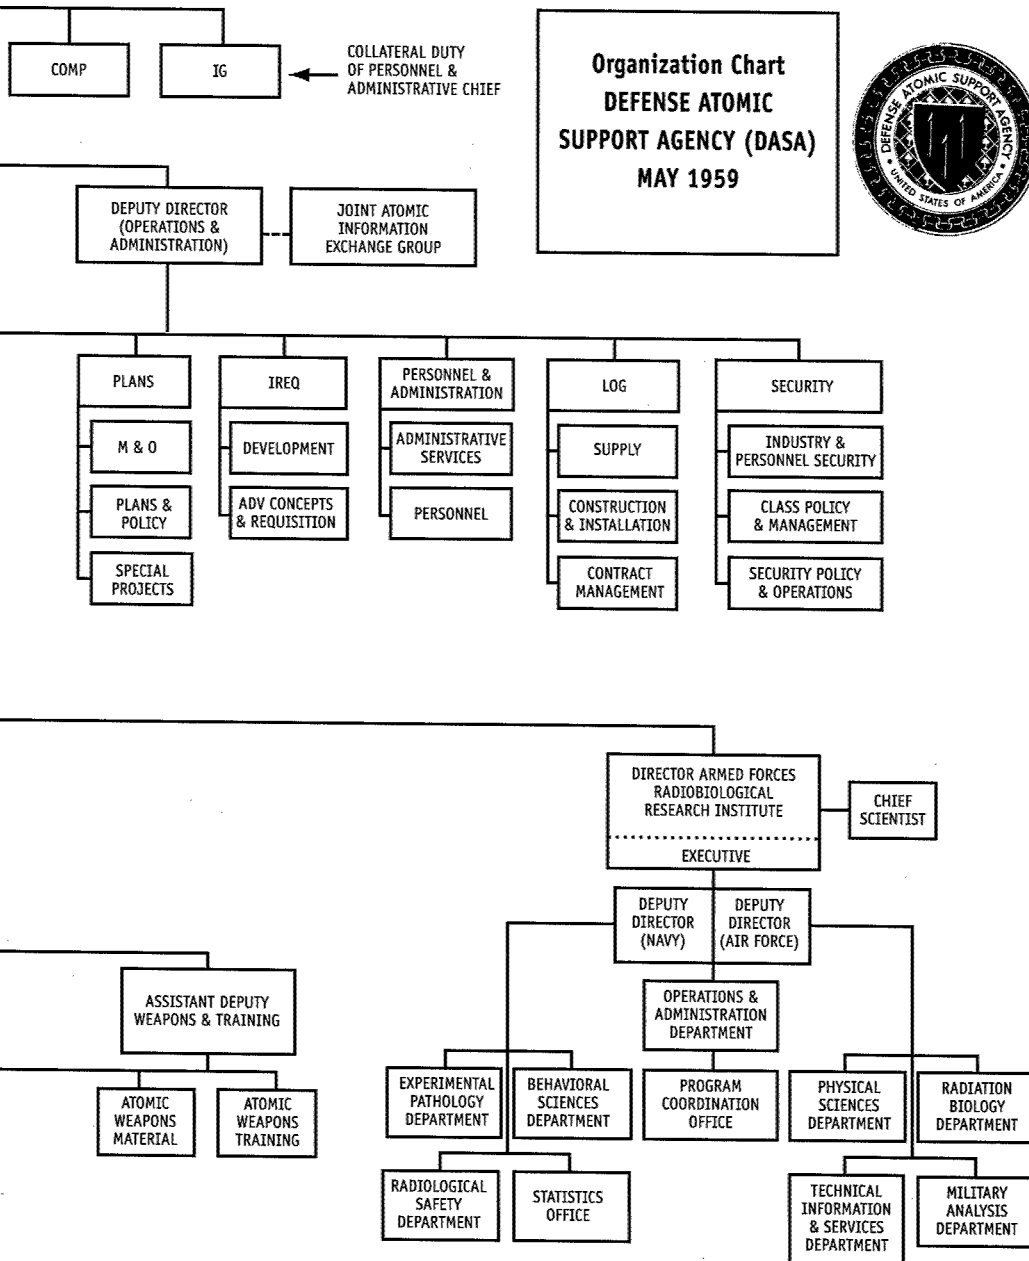 COMP
IG
COLLATERAL DUTY
OF PERSONNEL &
ADMINISTRATIVE CHIEF
Organization Chart
DEFENSE ATOMIC
SUPPORT AGENCY (DASA)
MAY 1959
DEFENSE ATOMIC SUPPORT AGENCY
UNITED STATES OF AMERICA
DEPUTY DIRECTOR
(OPERATIONS &
ADMINISTRATION)
JOINT ATOMIC
INFORMATION
EXCHANGE GROUP
PLANS
M & O
PLANS &
POLICY
SPECIAL
PROJECTS
IREQ
DEVELOPMENT
ADV CONCEPTS
& REQUISITION
PERSONNEL &
ADMINISTRATION
ADMINISTRATIVE
SERVICES
PERSONNEL
LOG
SUPPLY
CONSTRUCTION
& INSTALLATION
CONTRACT
MANAGEMENT
SECURITY
INDUSTRY &
PERSONNEL SECURITY
CLASS POLICY
& MANAGEMENT
SECURITY POLICY
& OPERATIONS
DIRECTOR ARMED FORCES
RADIOBIOLOGICAL
RESEARCH INSTITUTE
EXECUTIVE
CHIEF
SCIENTIST
DEPUTY
DIRECTOR
(NAVY)
DEPUTY
DIRECTOR
(AIR FORCE)
OPERATIONS &
ADMINISTRATION
DEPARTMENT
ASSISTANT DEPUTY
WEAPONS & TRAINING
ATOMIC
WEAPONS
MATERIAL
ATOMIC
WEAPONS
TRAINING
EXPERIMENTAL
PATHOLOGY
DEPARTMENT
BEHAVIORAL
SCIENCES
DEPARTMENT
PROGRAM
COORDINATION
OFFICE
PHYSICAL
SCIENCES
DEPARTMENT
RADIATION
BIOLOGY
DEPARTMENT
RADIOLOGICAL
SAFETY
DEPARTMENT
STATISTICS
OFFICE
TECHNICAL
INFORMATION
& SERVICES
DEPARTMENT
MILITARY
ANALYSIS
DEPARTMENT